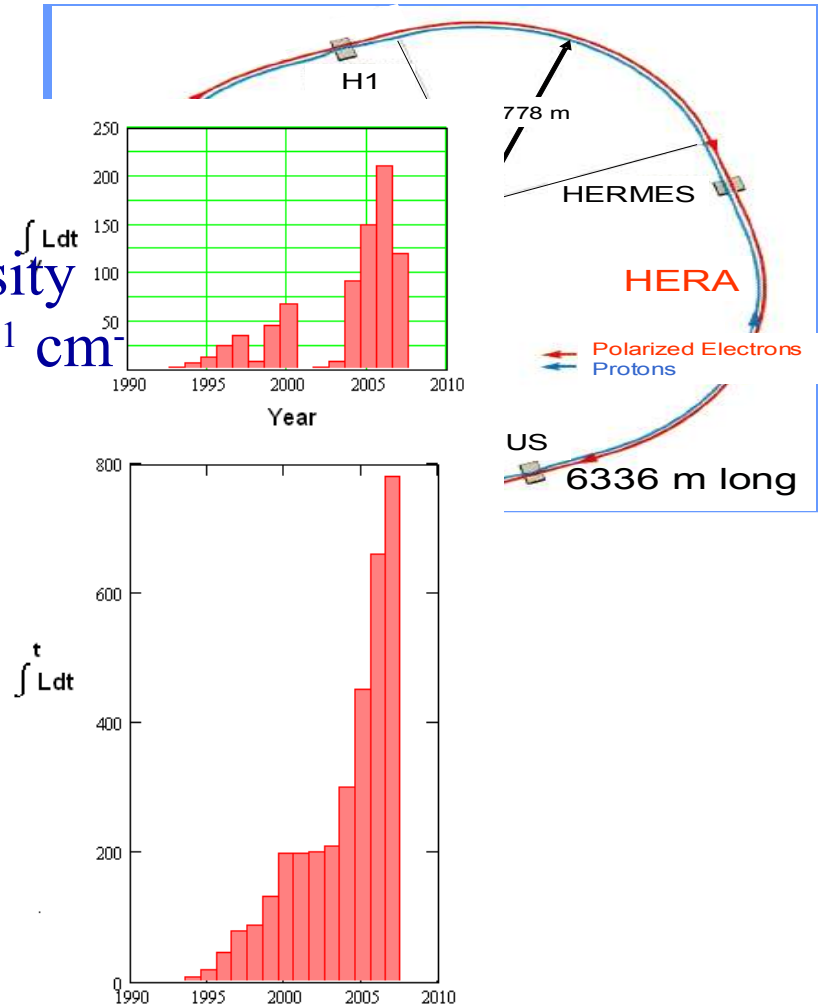 H1
778 m
HERMES
HERA
Polarized Electrons
Protons
US
6336 m long
250
200
150
100
50
∫ Ldt
y
sity
1 cm-
1990 1995 2000 2005 2010
Year
800
600
400
200
0
t
∫ Ldt
1990 1995 2000 2005 2010